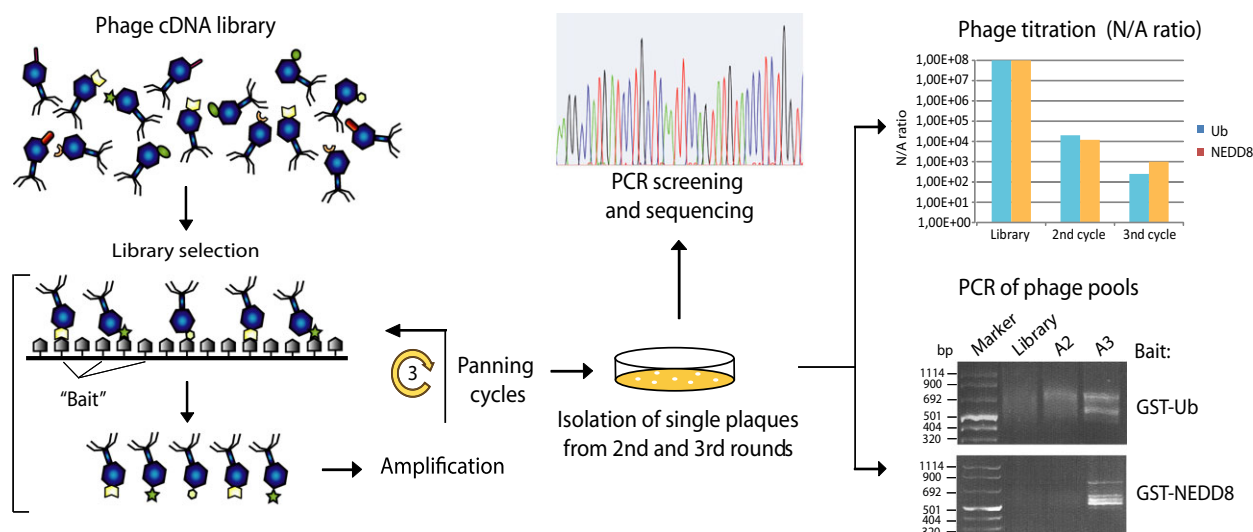 Phage cDNA library
Library selection
"Bait"
Amplification
3
Panning
cycles
PCR screening
and sequencing
Isolation of single plaques
from 2nd and 3rd rounds
Phage titration (N/A ratio)
N/A ratio
1,00E+08
1,00E+07
1,00E+06
1,00E+05
1,00E+04
1,00E+03
1,00E+02
1,00E+01
1,00E+00
Library
2nd cycle
3nd cycle
Ub
NEDD8
PCR of phage pools
bp
Marker
Library
A2
A3
Bait:
1114
900
692
501
404
320
GST-Ub
1114
900
692
501
404
320
GST-NEDD8